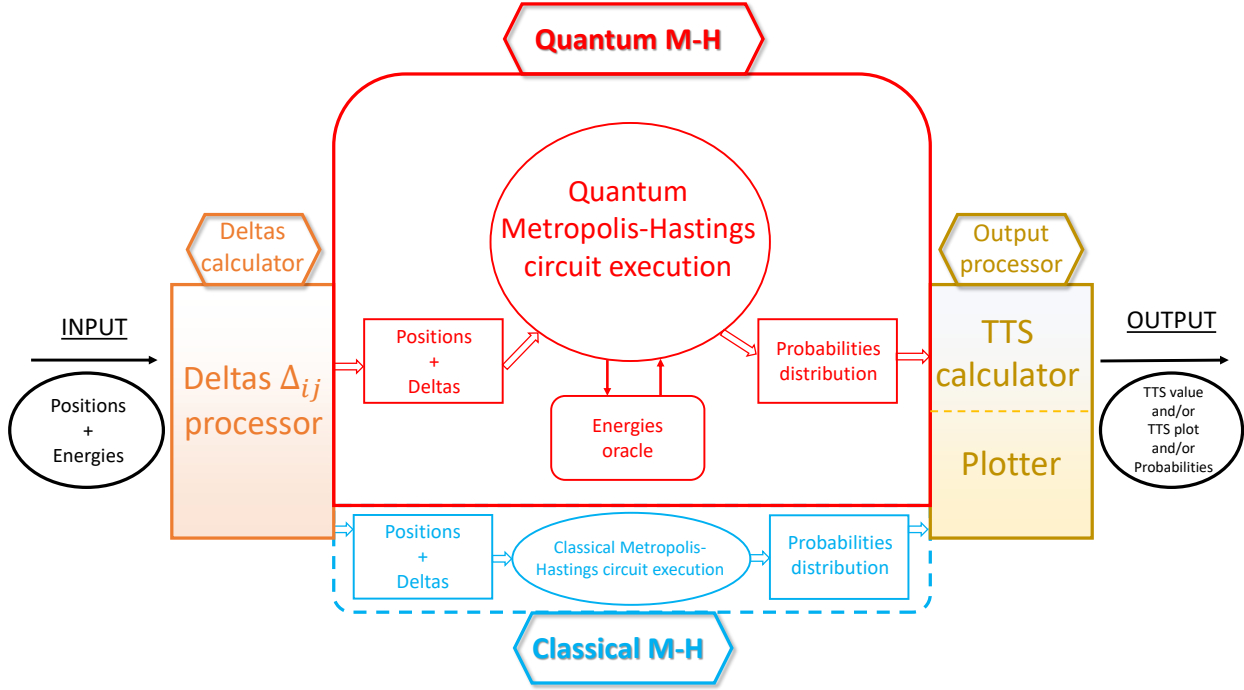 Quantum M-H
Quantum
Metropolis-Hastings
circuit execution
Deltas
calculator
Output
processor
INPUT
Positions
+
Energies
Deltas Δij
processor
Positions
+
Deltas
Energies
oracle
Probabilities
distribution
TTS
calculator
Plotter
OUTPUT
TTS value
and/or
TTS plot
and/or
Probabilities
Positions
+
Deltas
Classical Metropolis-
Hastings circuit execution
Probabilities
distribution
Classical M-H